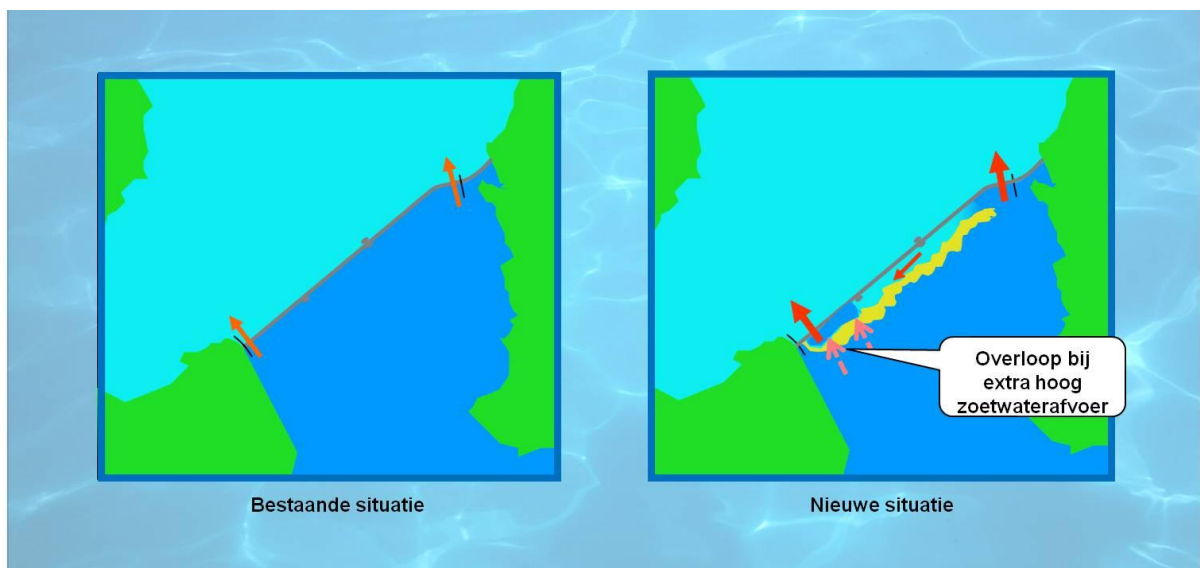 Overloop bij
extra hoog
zoetwaterafvoer
Bestaande situatie
Nieuwe situatie